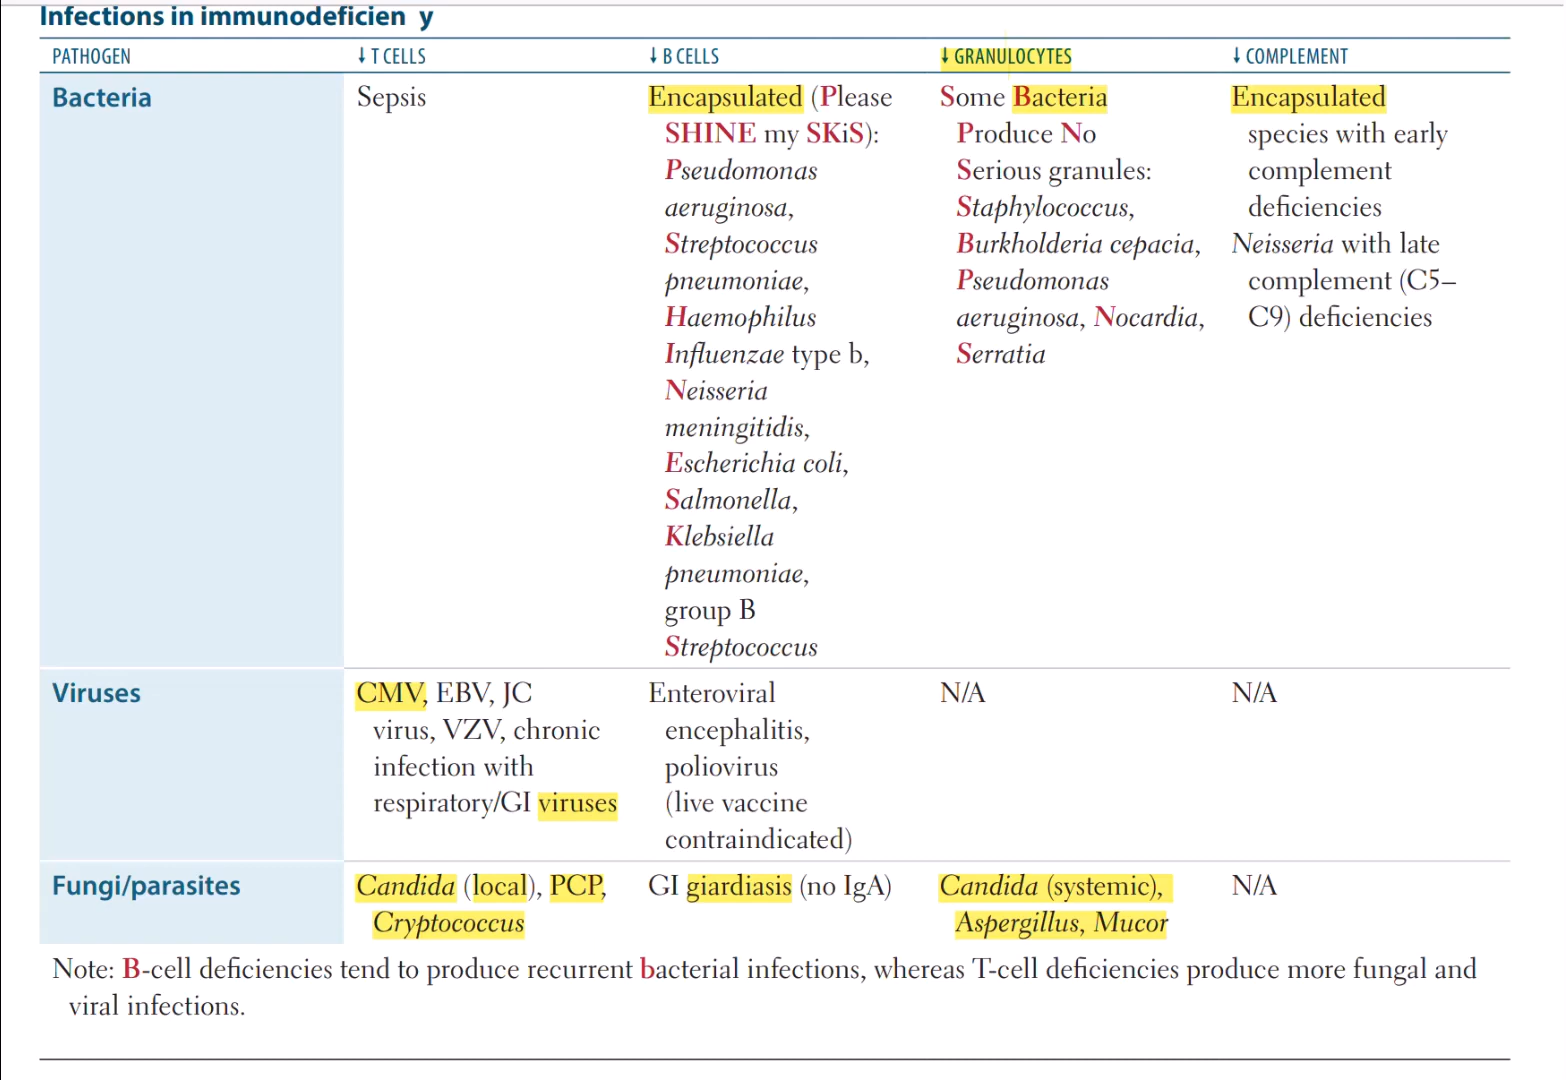 Infections in immunodeficien y
PATHOGEN ↓ T CELLS ↓ B CELLS ↓ GRANULOCYTES ↓ COMPLEMENT
Bacteria
Sepsis
Encapsulated (Please
SHINE my SKiS):
Pseudomonas
aeruginosa,
Streptococcus
pneumoniae,
Haemophilus
Influenzae type b,
Neisseria
meningitidis,
Escherichia coli,
Salmonella,
Klebsiella
pneumoniae,
group B
Streptococcus
Some Bacteria
Produce No
Serious granules:
Staphylococcus,
Burkholderia cepacia,
Pseudomonas
aeruginosa, Nocardia,
Serratia
Encapsulated
species with early
complement
deficiencies
Neisseria with late
complement (C5–
C9) deficiencies
Viruses
CMV, EBV, JC
virus, VZV, chronic
infection with
respiratory/GI viruses
Enteroviral
encephalitis,
poliovirus
(live vaccine
contraindicated)
N/A
N/A
Fungi/parasites
Candida (local), PCP,
Cryptococcus
GI giardiasis (no IgA)
Candida (systemic),
Aspergillus, Mucor
N/A
Note: B-cell deficiencies tend to produce recurrent bacterial infections, whereas T-cell deficiencies produce more fungal and
viral infections.